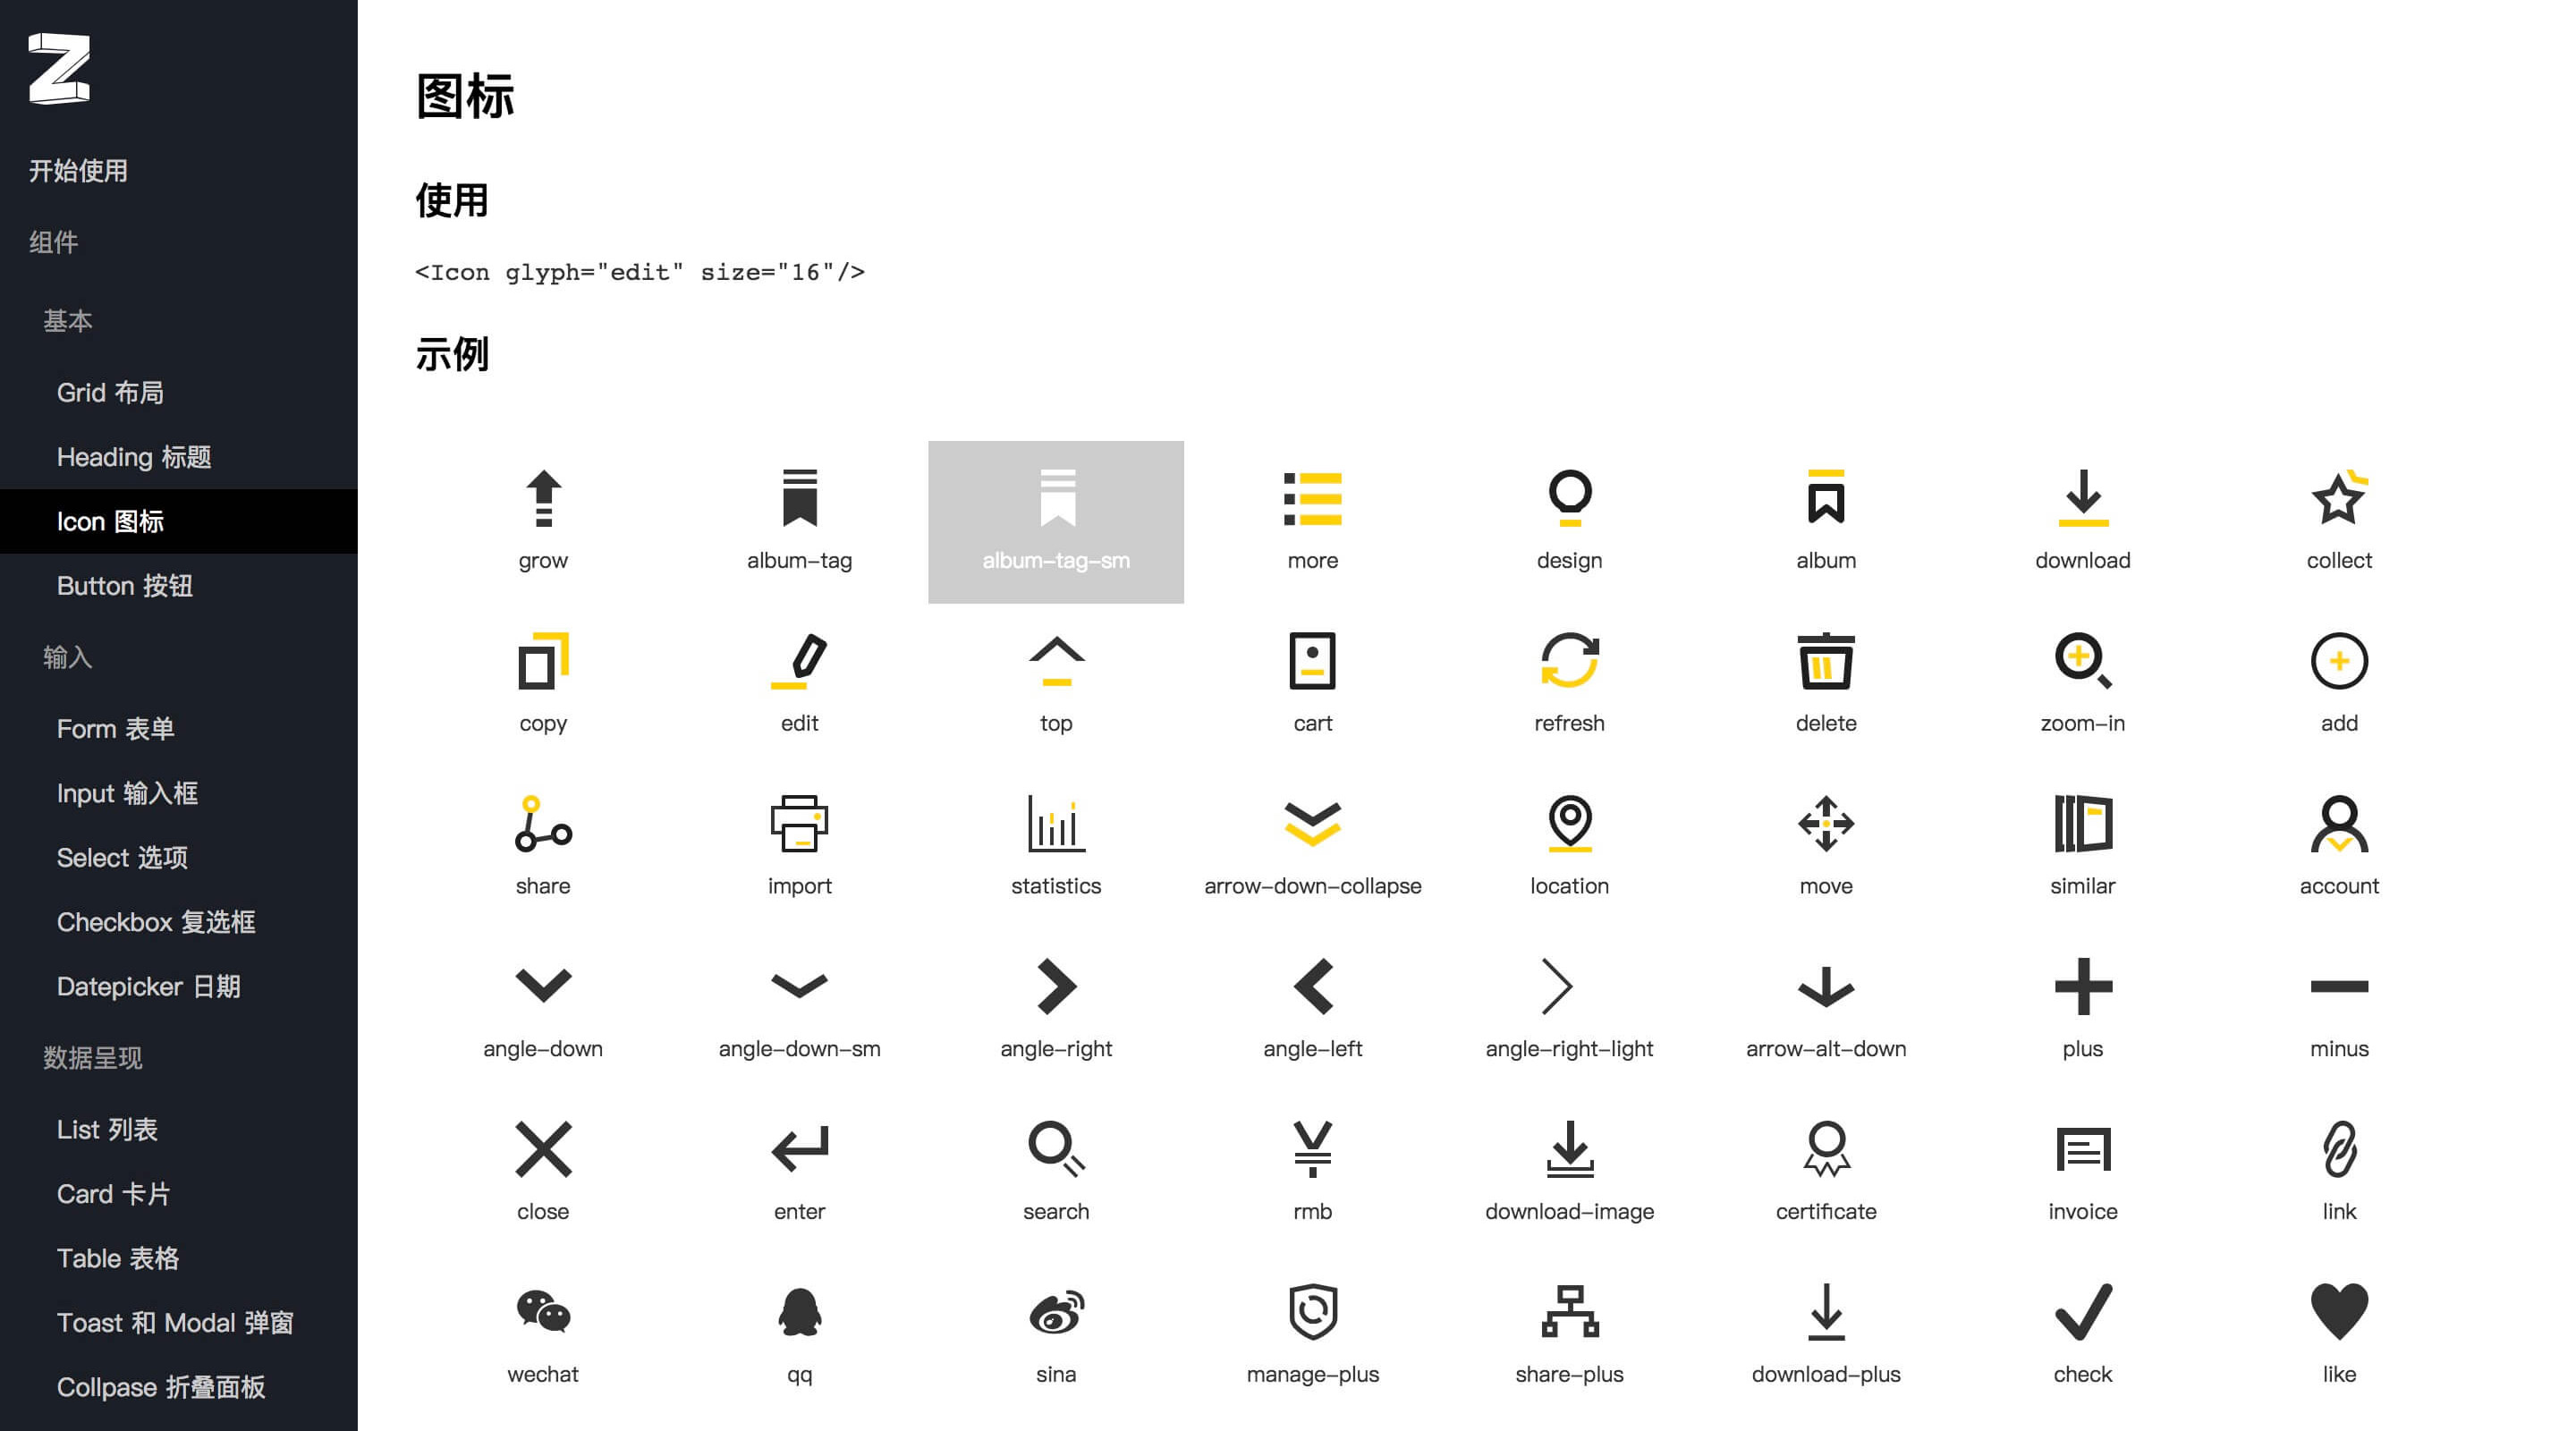 Z
开始使用
组件
基本
Grid 布局
Heading 标题
Icon 图标
Button 按钮
输入
Form 表单
Input 输入框
Select 选项
Checkbox 复选框
Datepicker 日期
数据呈现
List 列表
Card 卡片
Table 表格
Toast 和 Modal 弹窗
Collpase 折叠面板
图标
使用
<Icon glyph="edit" size="16"/>
示例
grow album-tag album-tag-sm more design album download collect
copy edit top cart refresh delete zoom-in add
share import statistics arrow-down-collapse location move similar account
angle-down angle-down-sm angle-right angle-left angle-right-light arrow-alt-down plus minus
close enter search rmb download-image certificate invoice link
wechat qq sina manage-plus share-plus download-plus check like